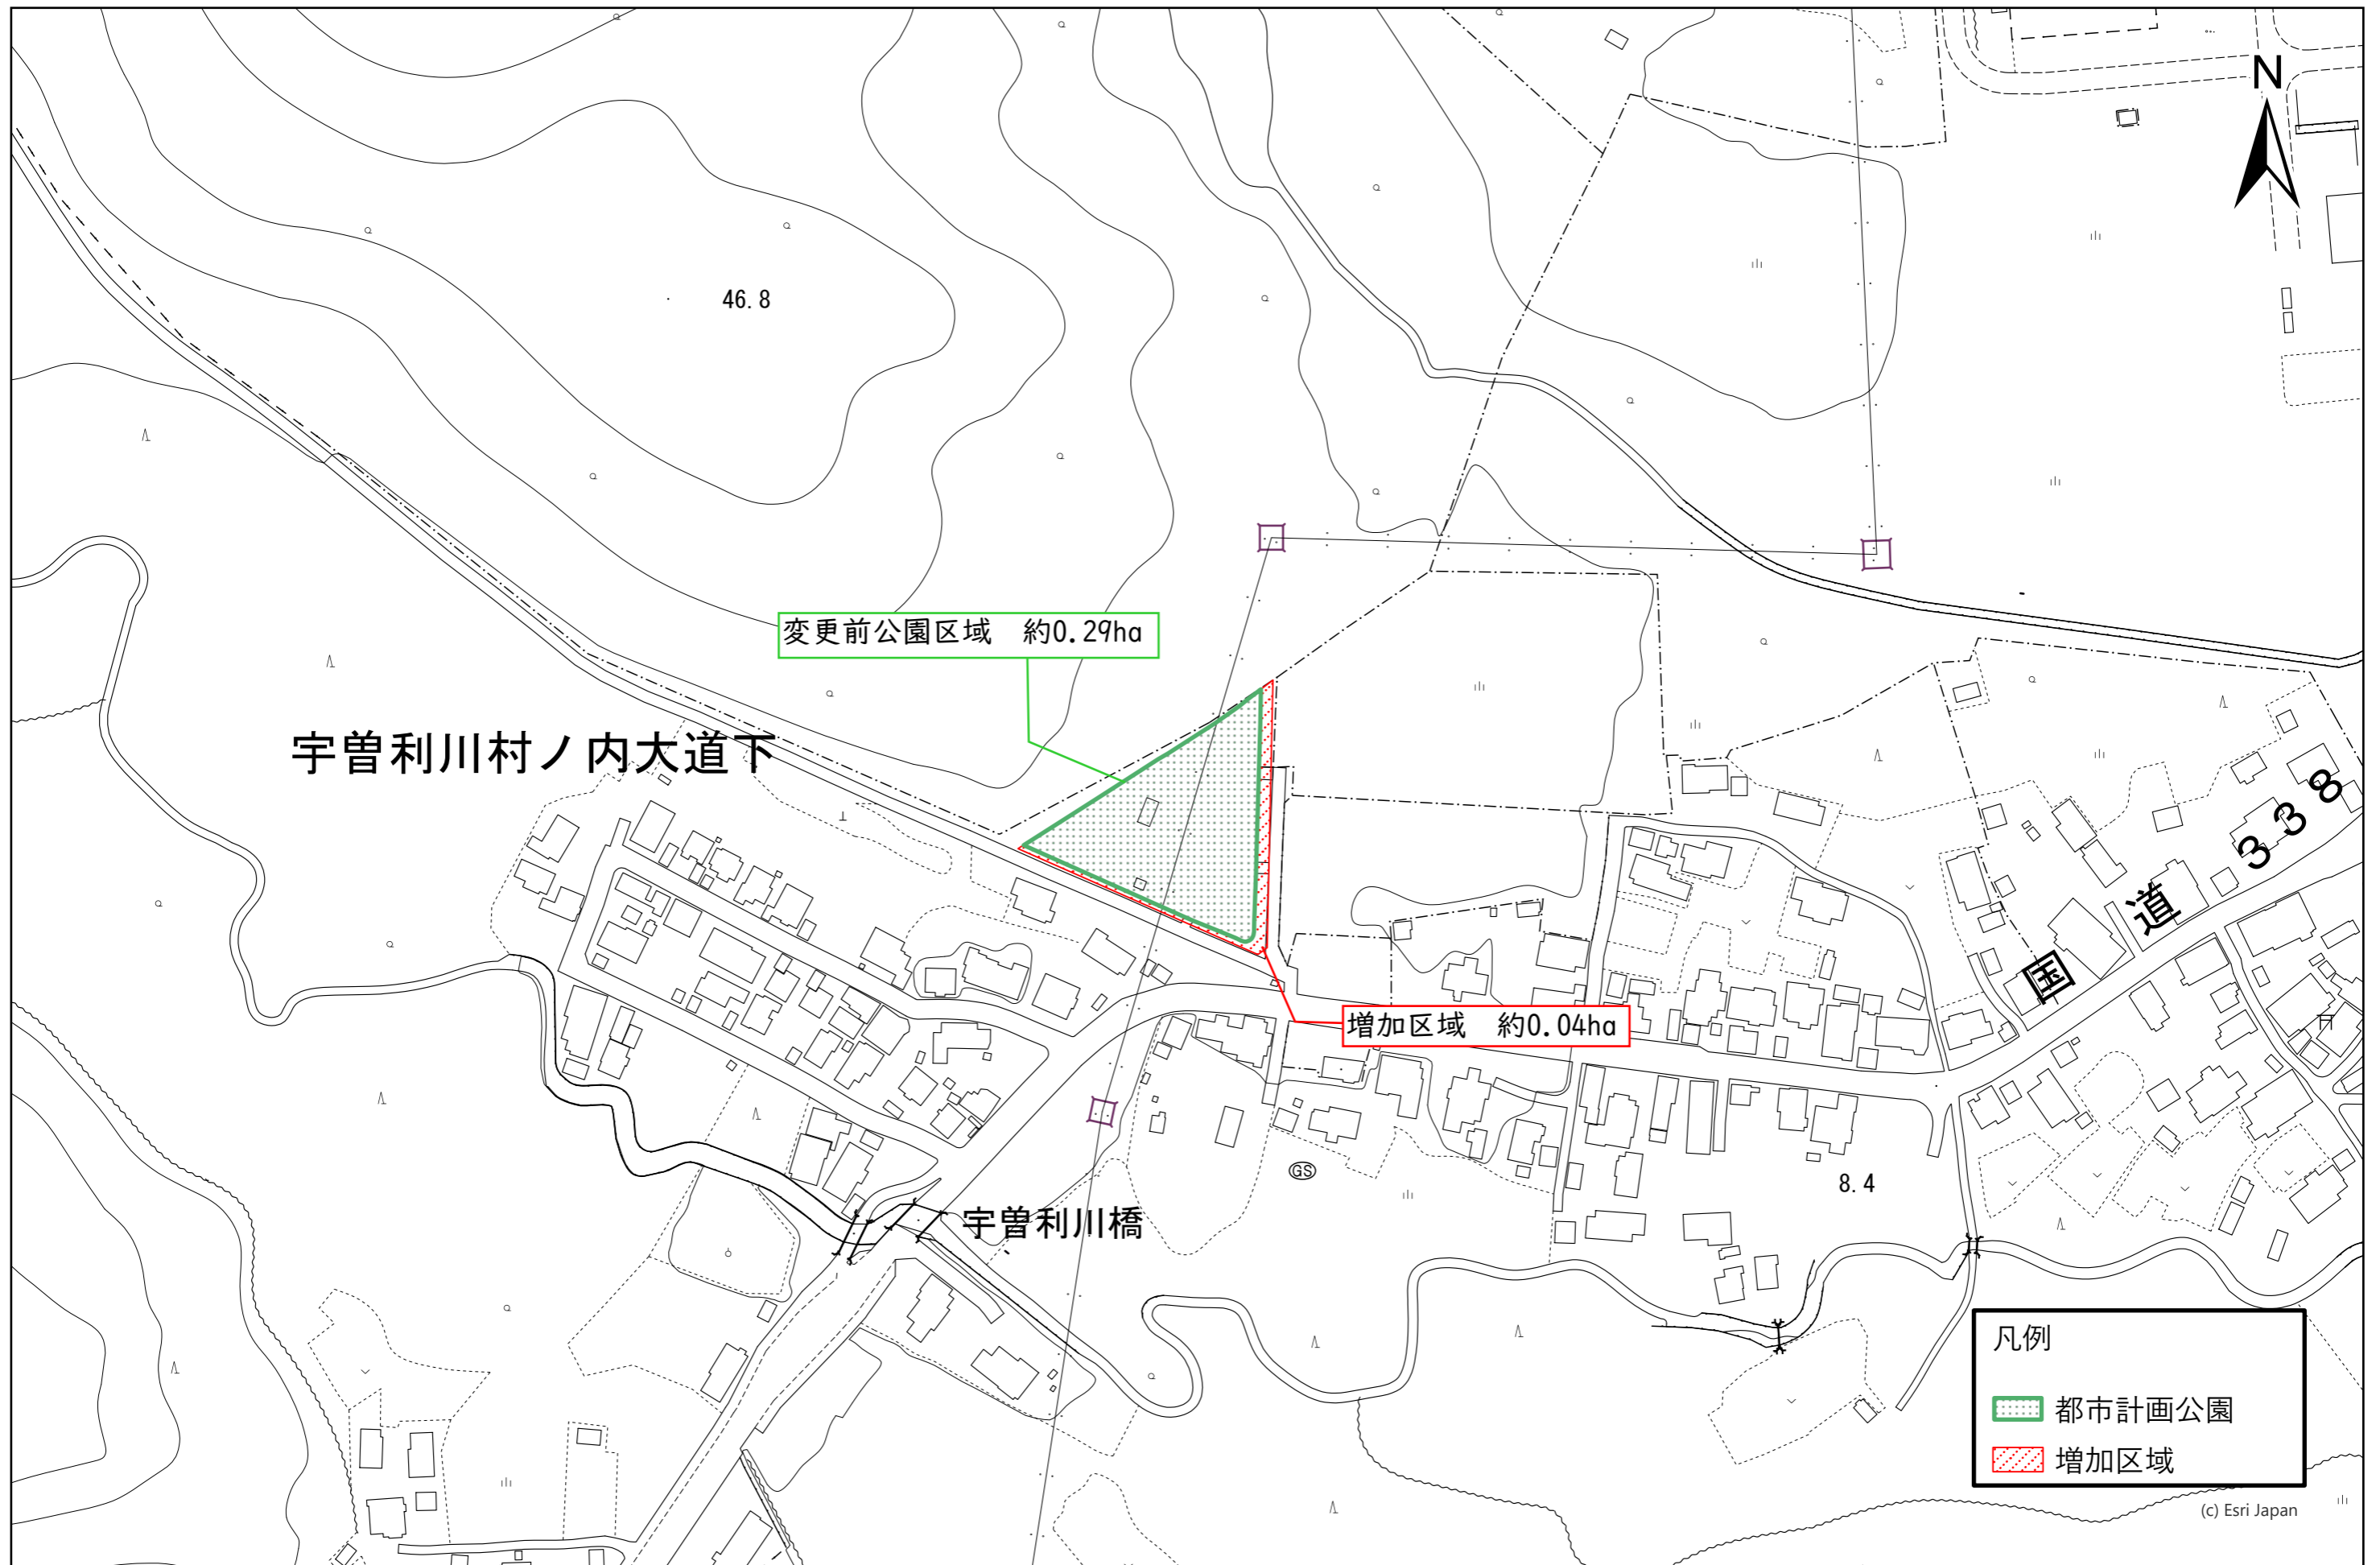 N
46.8
変更前公園区域　約0.29ha
宇曽利川村ノ内大道下
国道338
増加区域　約0.04ha
GS
8.4
宇曽利川橋
凡例
都市計画公園
増加区域
(c) Esri Japan